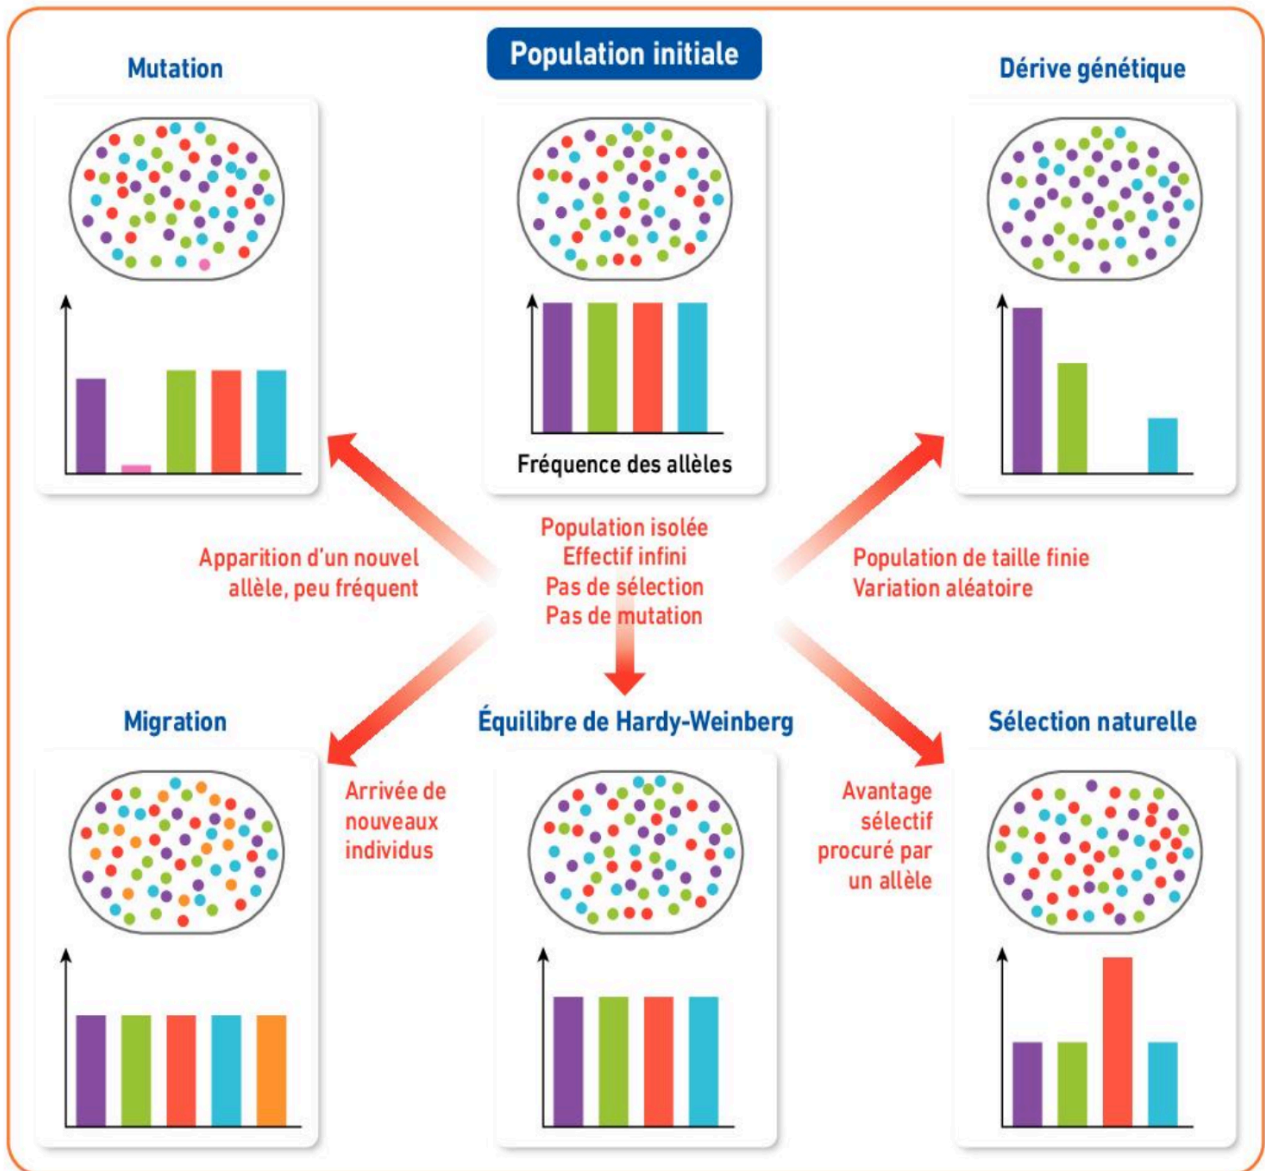 Population initiale
Mutation
Dérive génétique
Fréquence des allèles
Apparition d'un nouvel
allèle, peu fréquent
Population isolée
Effectif infini
Pas de sélection
Pas de mutation
Population de taille finie
Variation aléatoire
Migration
Équilibre de Hardy-Weinberg
Sélection naturelle
Arrivée de
nouveaux
individus
Avantage
sélectif
procuré par
un allèle